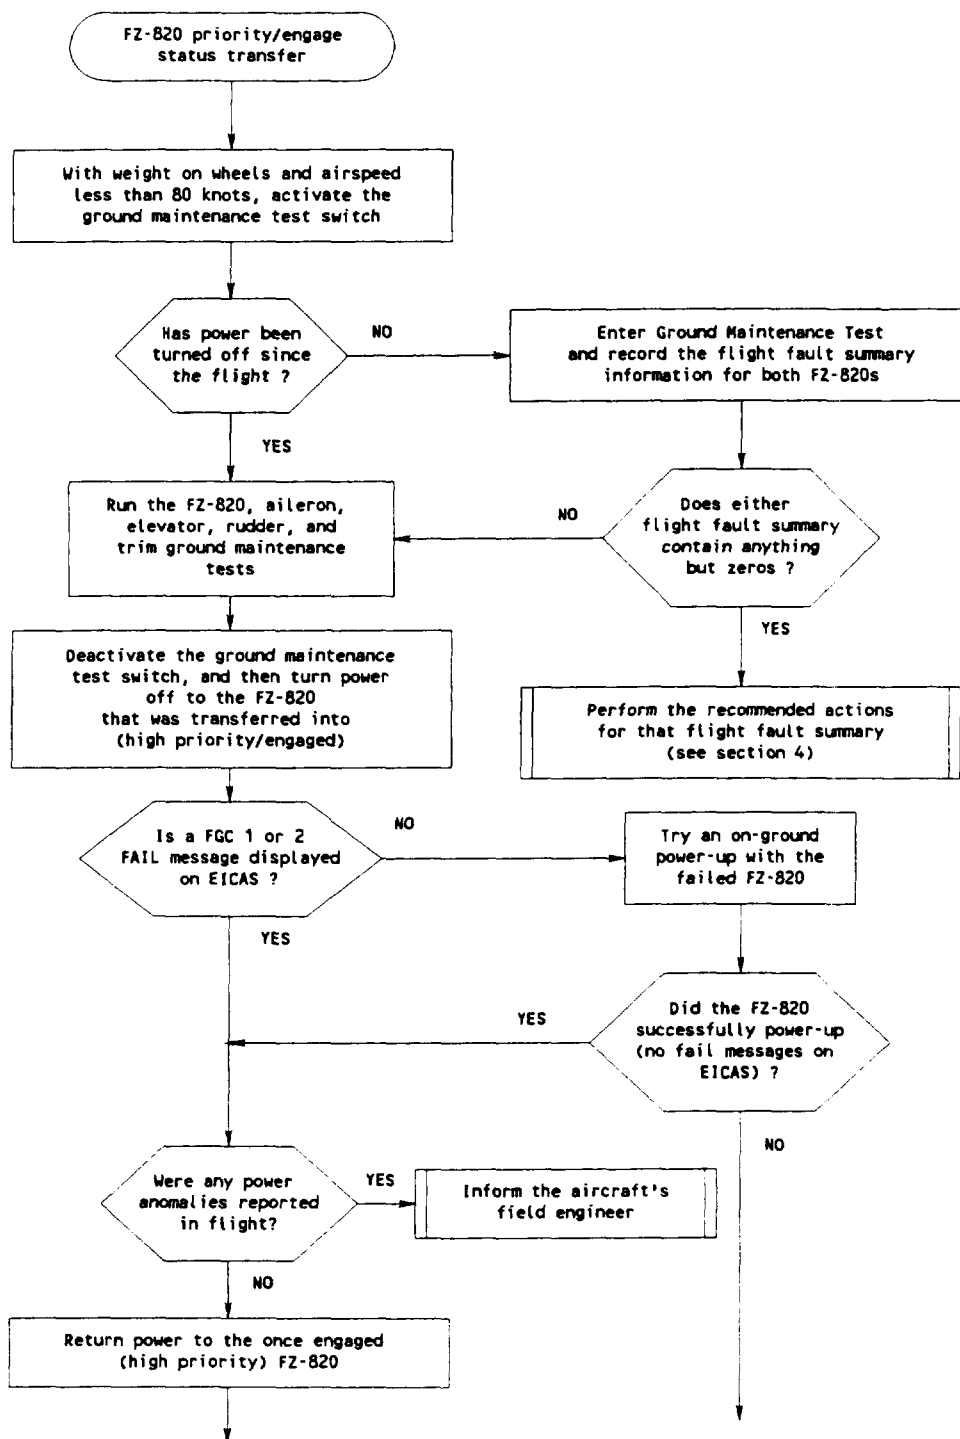 FZ-820 priority/engage
status transfer
With weight on wheels and airspeed
less than 80 knots, activate the
ground maintenance test switch
Has power been
turned off since
the flight ?
NO
Enter Ground Maintenance Test
and record the flight fault summary
information for both FZ-820s
YES
Run the FZ-820, aileron,
elevator, rudder, and
trim ground maintenance
tests
NO
Does either
flight fault summary
contain anything
but zeros ?
YES
Deactivate the ground maintenance
test switch, and then turn power
off to the FZ-820
that was transferred into
(high priority/engaged)
Perform the recommended actions
for that flight fault summary
(see section 4)
Is a FGC 1 or 2
FAIL message displayed
on EICAS ?
NO
Try an on-ground
power-up with the
failed FZ-820
YES
Did the FZ-820
successfully power-up
(no fail messages on
EICAS) ?
YES
NO
Were any power
anomalies reported
in flight?
YES
Inform the aircraft's
field engineer
NO
Return power to the once engaged
(high priority) FZ-820